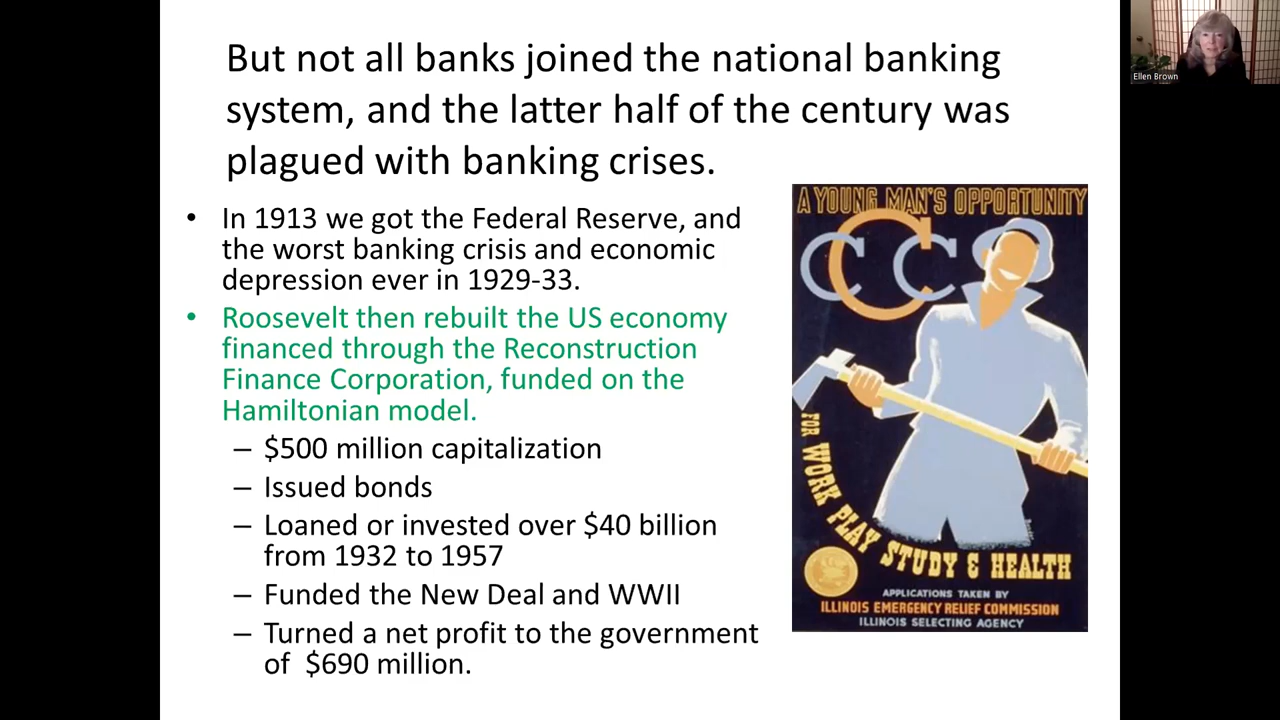 But not all banks joined the national banking
system, and the latter half of the century was
plagued with banking crises.
• In 1913 we got the Federal Reserve, and
the worst banking crisis and economic
depression ever in 1929-33.
• Roosevelt then rebuilt the US economy
financed through the Reconstruction
Finance Corporation, funded on the
Hamiltonian model.
– $500 million capitalization
– Issued bonds
– Loaned or invested over $40 billion
from 1932 to 1957
– Funded the New Deal and WWII
– Turned a net profit to the government
of $690 million.
A YOUNG MAN'S OPPORTUNITY
CCC
FOR WORK PLAY STUDY & HEALTH
APPLICATIONS TAKEN BY
ILLINOIS EMERGENCY RELIEF COMMISSION
ILLINOIS SELECTING AGENCY
Ellen Brown